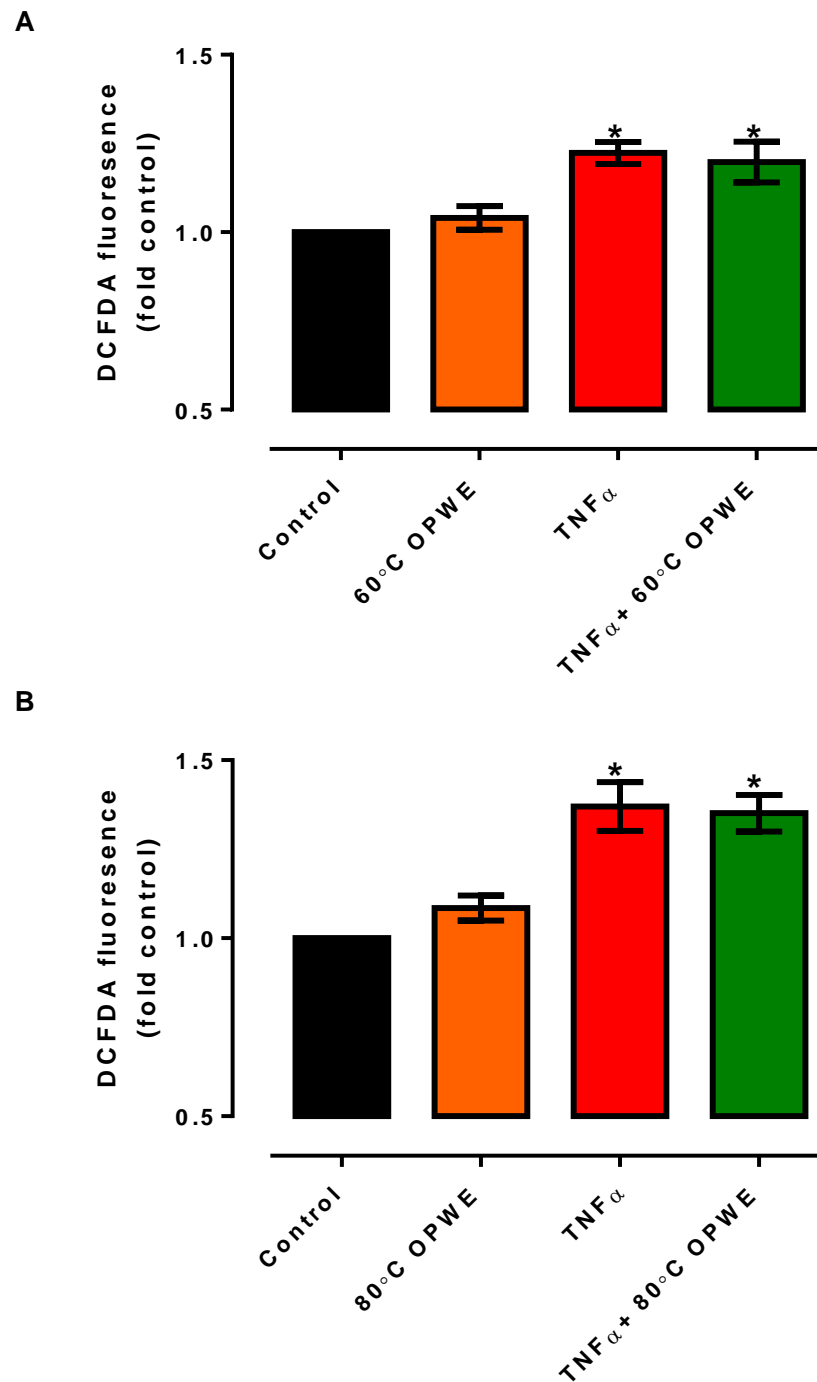 A
DCFDA fluoresence
(fold control)
1.5
1.0
0.5
*
*
Control
60°C OPWE
TNFα
TNFα+ 60°C OPWE
B
DCFDA fluoresence
(fold control)
1.5
1.0
0.5
*
*
Control
80°C OPWE
TNFα
TNFα+ 80°C OPWE